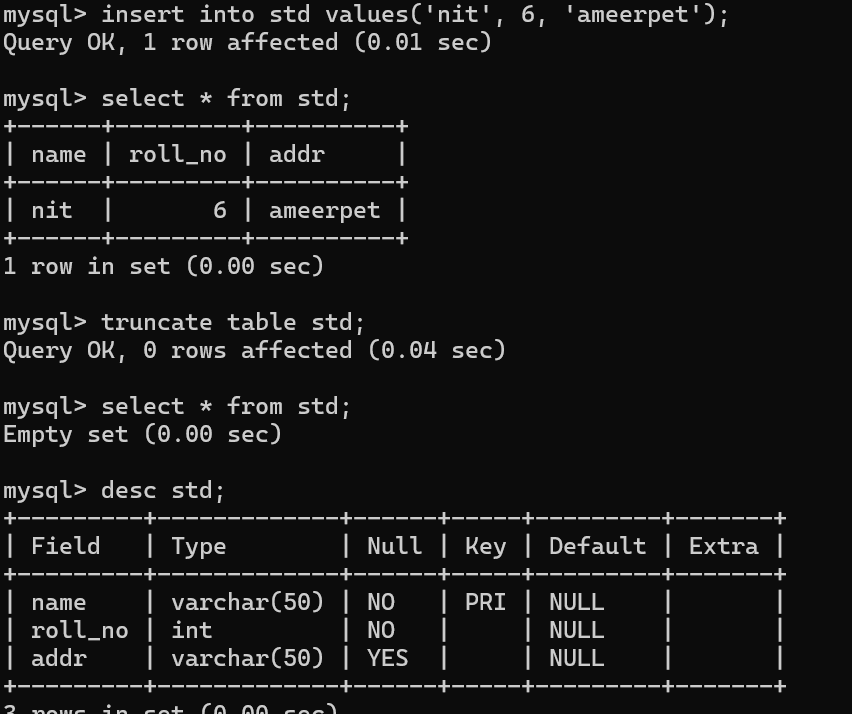 mysql> insert into std values('nit', 6, 'ameerpet');
Query OK, 1 row affected (0.01 sec)

mysql> select * from std;
+------+---------+----------+
| name | roll_no | addr     |
+------+---------+----------+
| nit  |       6 | ameerpet |
+------+---------+----------+
1 row in set (0.00 sec)

mysql> truncate table std;
Query OK, 0 rows affected (0.04 sec)

mysql> select * from std;
Empty set (0.00 sec)

mysql> desc std;
+---------+-------------+------+-----+---------+-------+
| Field   | Type        | Null | Key | Default | Extra |
+---------+-------------+------+-----+---------+-------+
| name    | varchar(50) | NO   | PRI | NULL    |       |
| roll_no | int         | NO   |     | NULL    |       |
| addr    | varchar(50) | YES  |     | NULL    |       |
+---------+-------------+------+-----+---------+-------+
3 rows in set (0.00 sec)